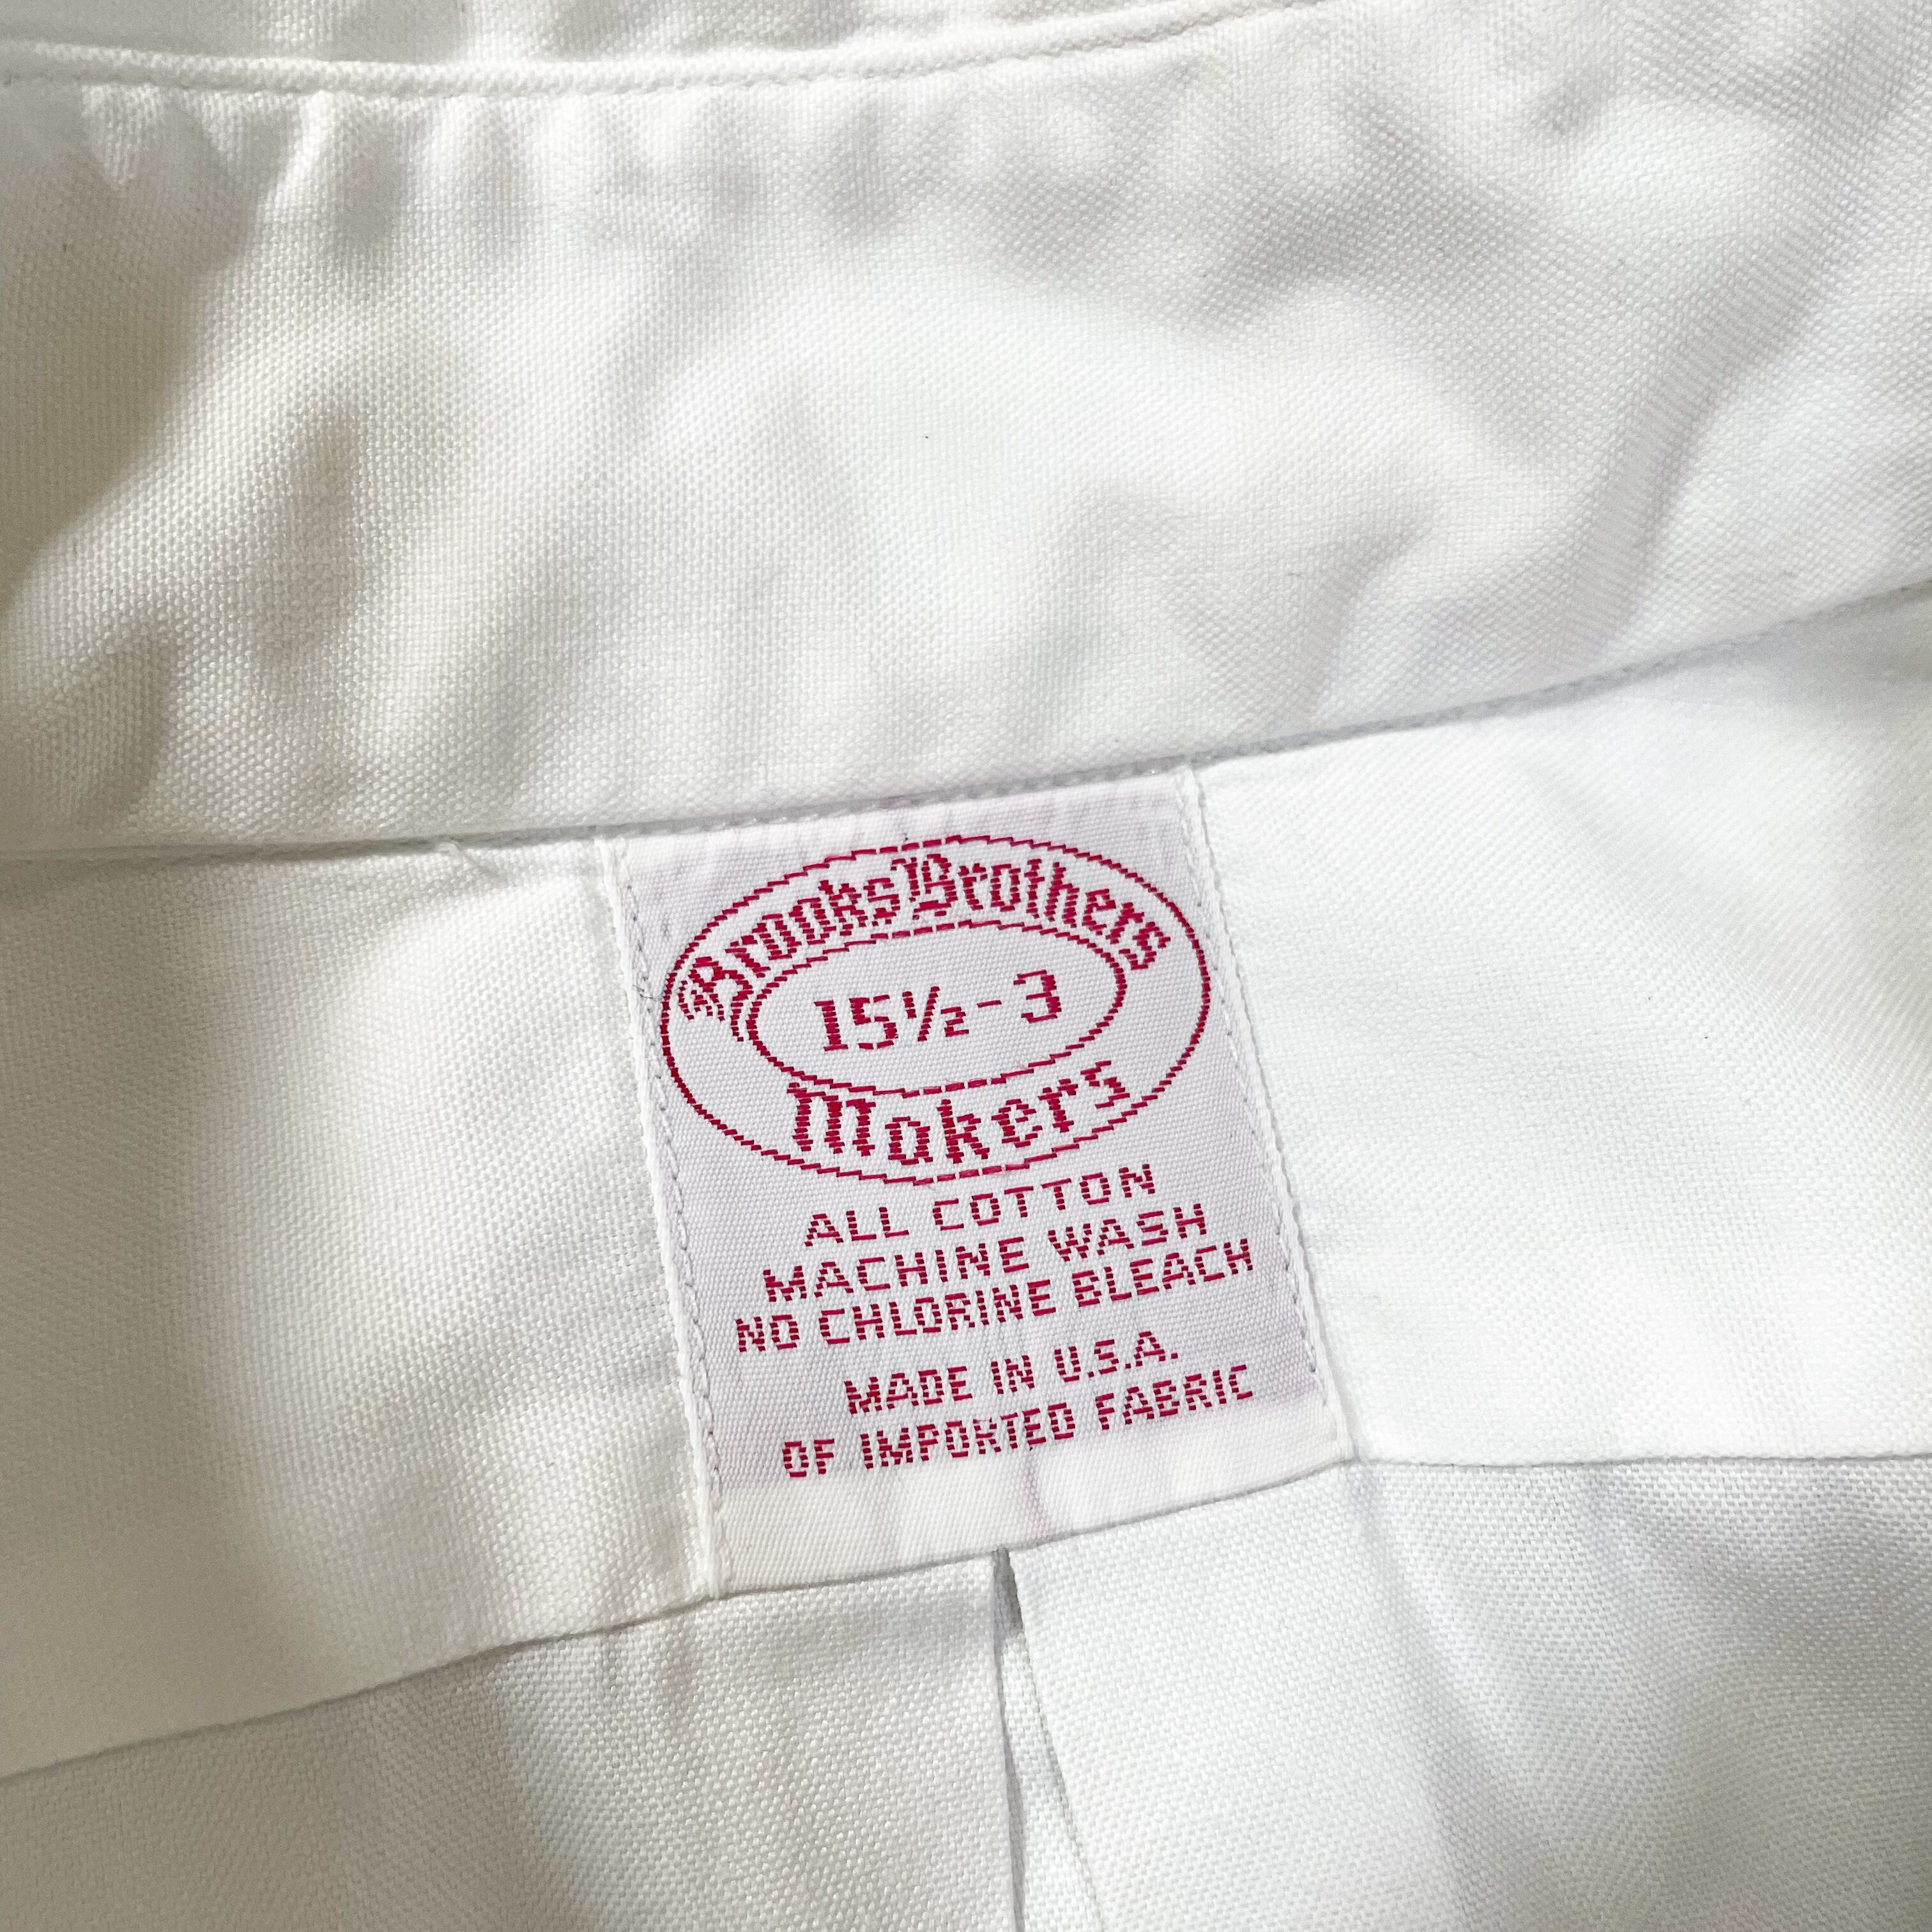 Brooks Brothers
15½-3
Makers
ALL COTTON
MACHINE WASH
NO CHLORINE BLEACH
MADE IN U.S.A.
OF IMPORTED FABRIC